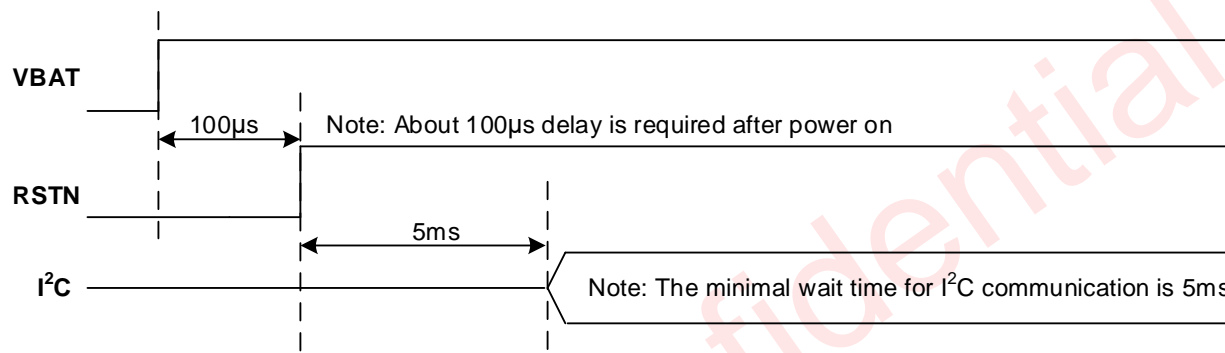 VBAT
100µs
Note: About 100µs delay is required after power on
RSTN
5ms
I²C
Note: The minimal wait time for I²C communication is 5ms
fidential